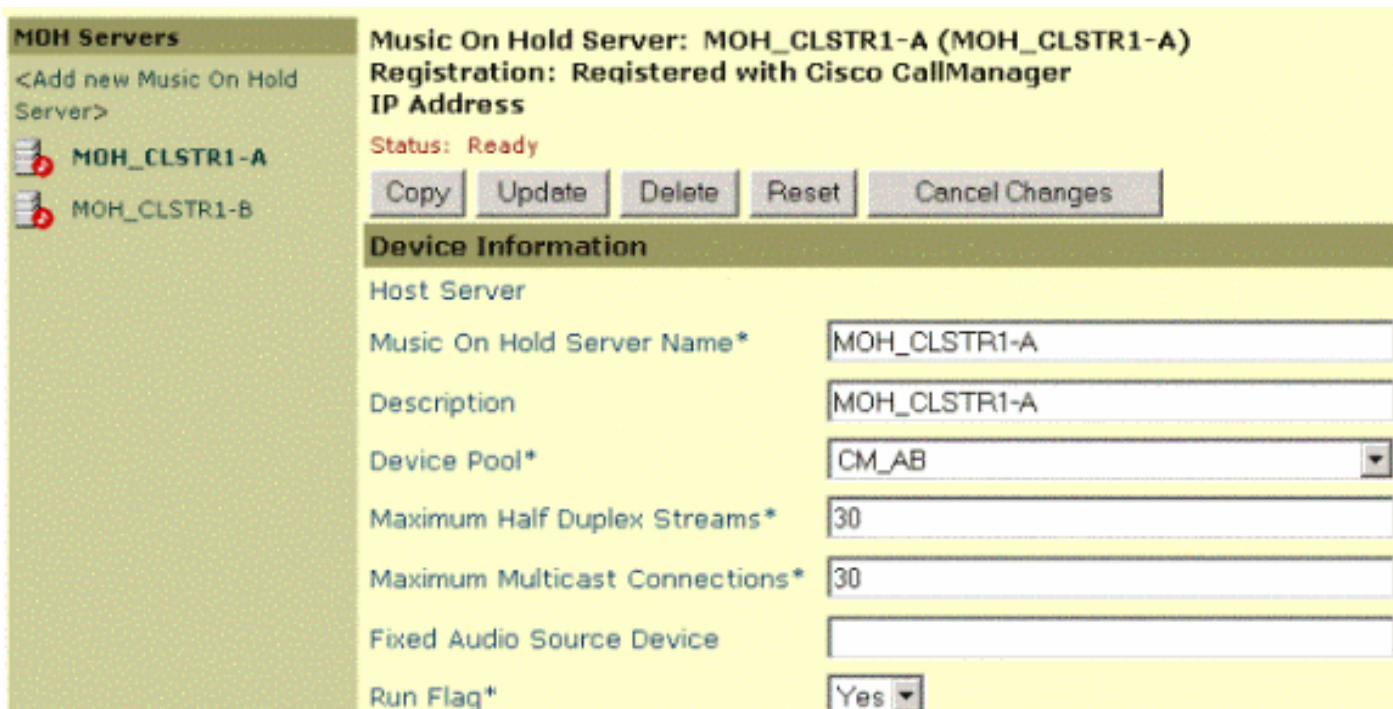 MOH Servers
<Add new Music On Hold
Server>
MOH_CLSTR1-A
MOH_CLSTR1-B
Music On Hold Server: MOH_CLSTR1-A (MOH_CLSTR1-A)
Registration: Registered with Cisco CallManager
IP Address
Status: Ready
Copy Update Delete Reset Cancel Changes
Device Information
Host Server
Music On Hold Server Name* MOH_CLSTR1-A
Description MOH_CLSTR1-A
Device Pool* CM_AB
Maximum Half Duplex Streams* 30
Maximum Multicast Connections* 30
Fixed Audio Source Device
Run Flag* Yes